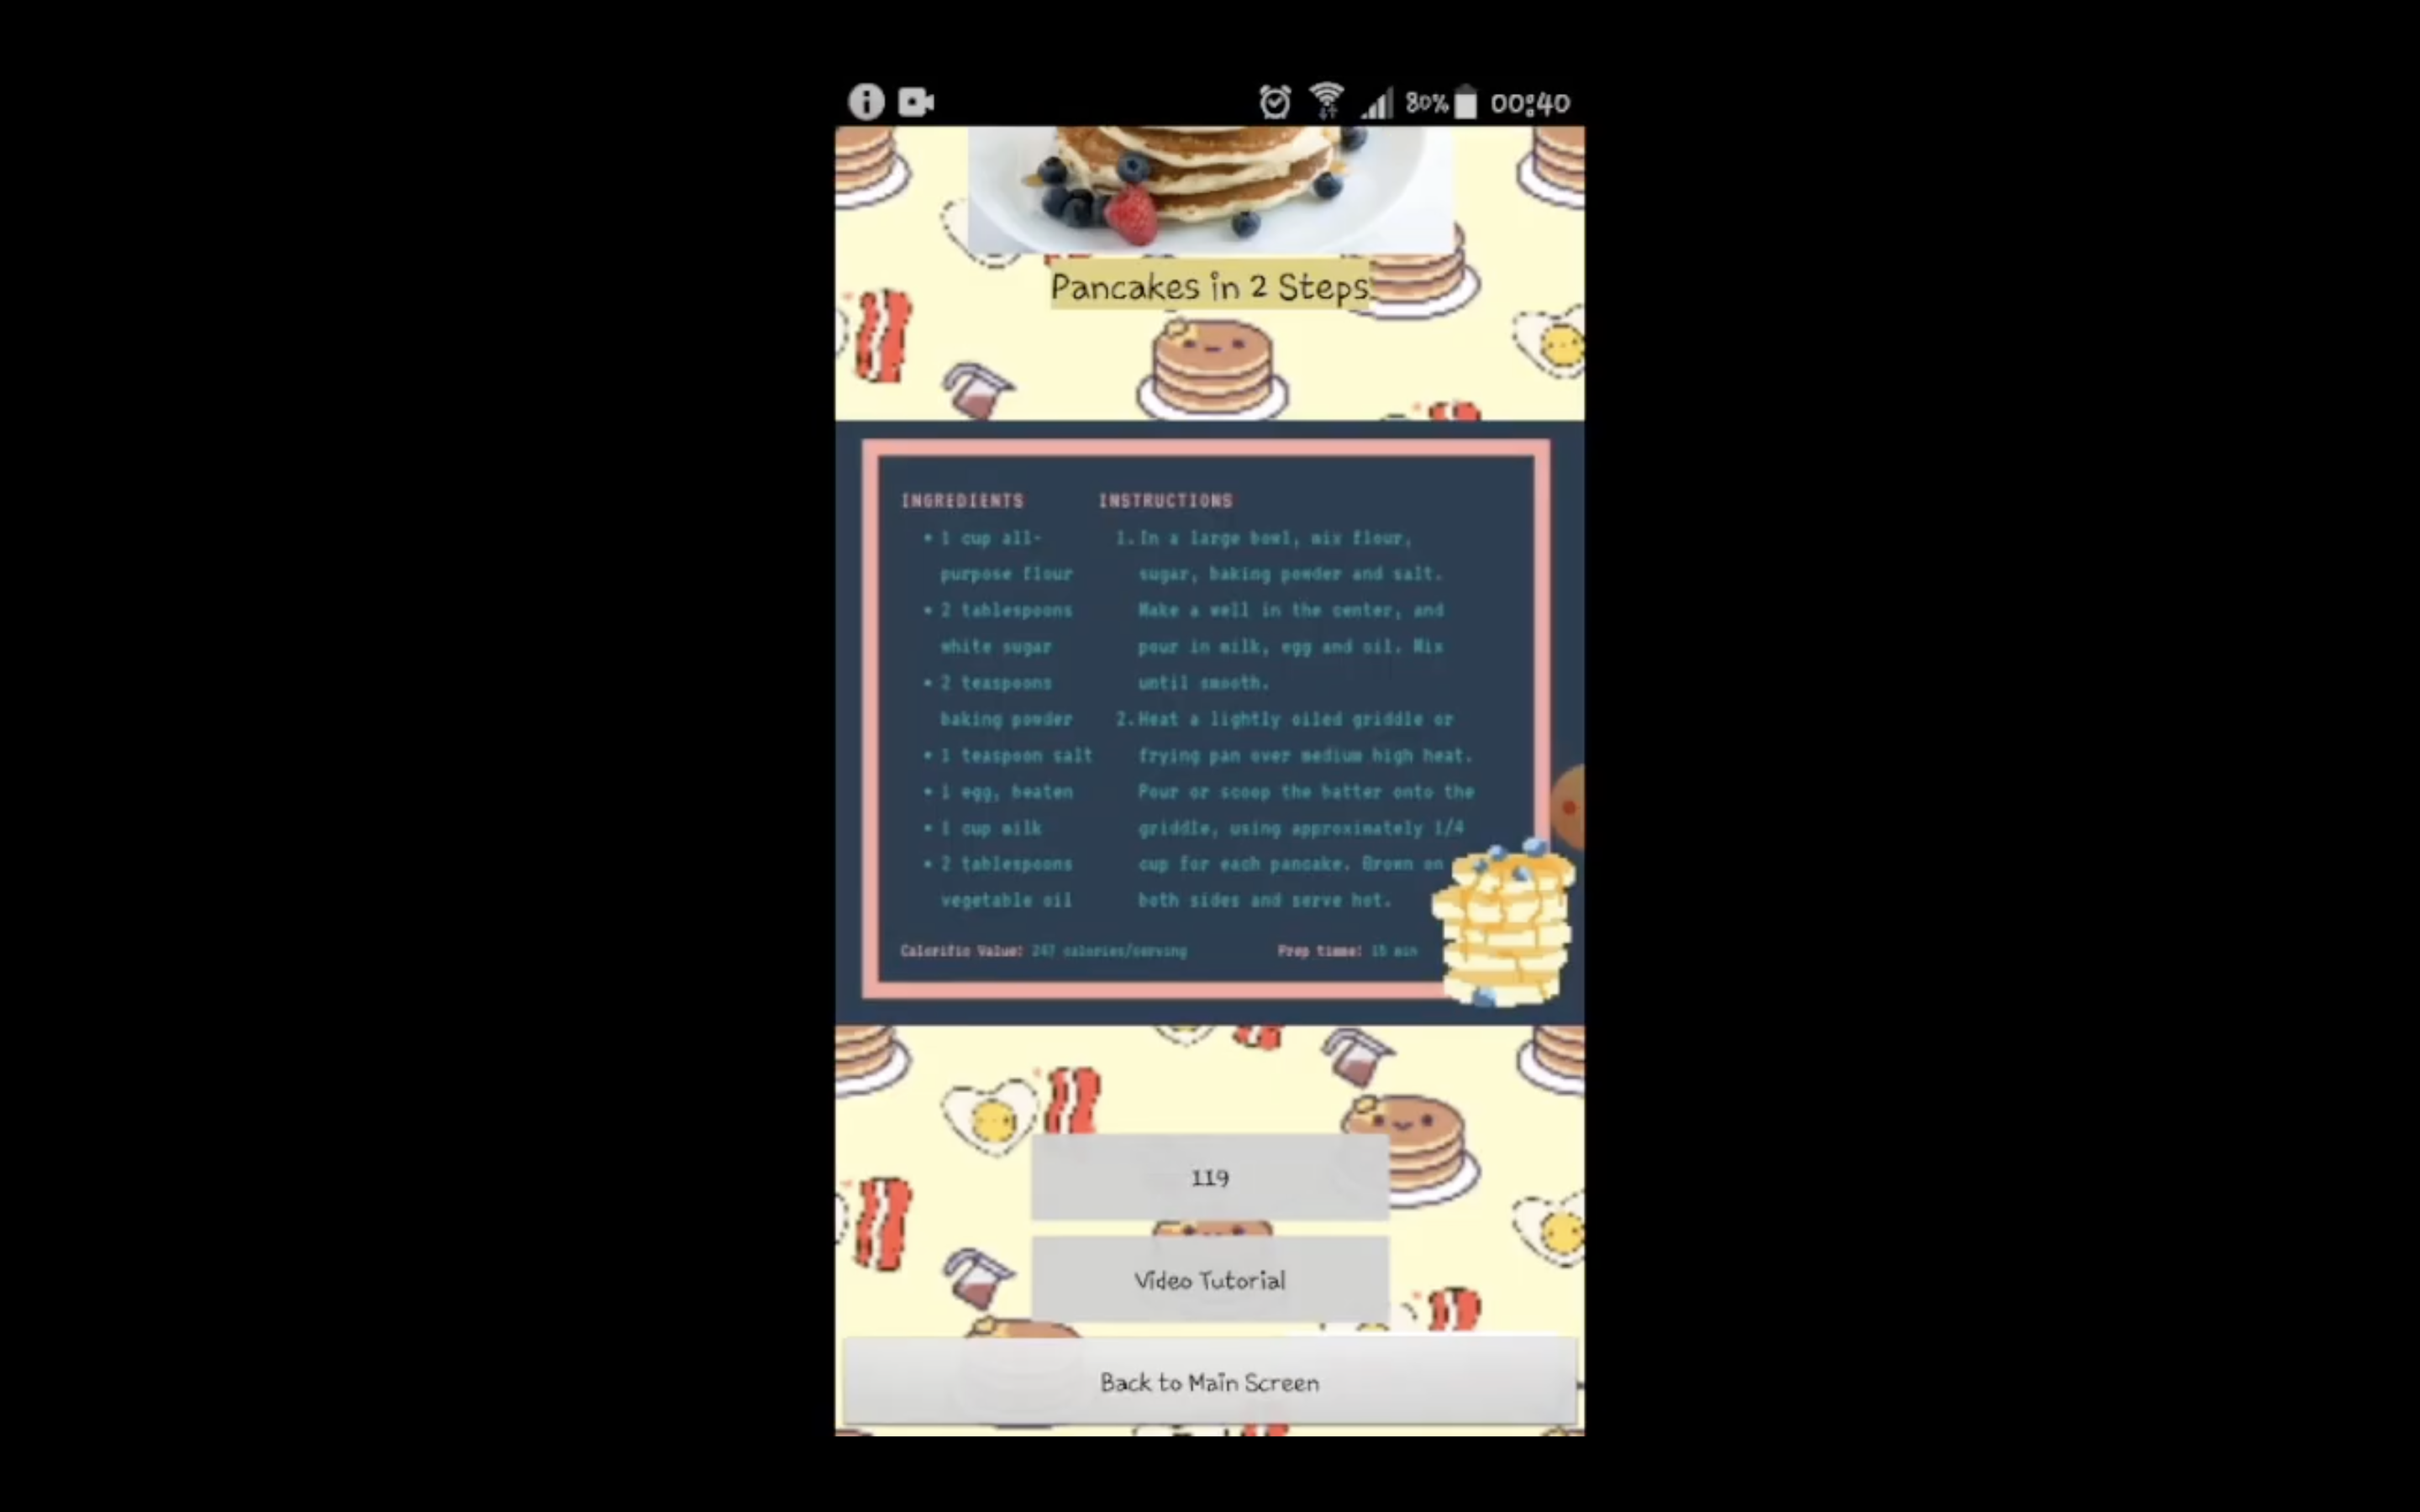 80% 00:40
Pancakes in 2 Steps
INGREDIENTS
• 1 cup all-
purpose flour
• 2 tablespoons
white sugar
• 2 teaspoons
baking powder
• 1 teaspoon salt
• 1 egg, beaten
• 1 cup milk
• 2 tablespoons
vegetable oil
INSTRUCTIONS
1. In a large bowl, mix flour,
sugar, baking powder and salt.
Make a well in the center, and
pour in milk, egg and oil. Mix
until smooth.
2. Heat a lightly oiled griddle or
frying pan over medium high heat.
Pour or scoop the batter onto the
griddle, using approximately 1/4
cup for each pancake. Brown on
both sides and serve hot.
Calorific Value: 247 calories/serving
Prep time: 15 min
119
Video Tutorial
Back to Main Screen